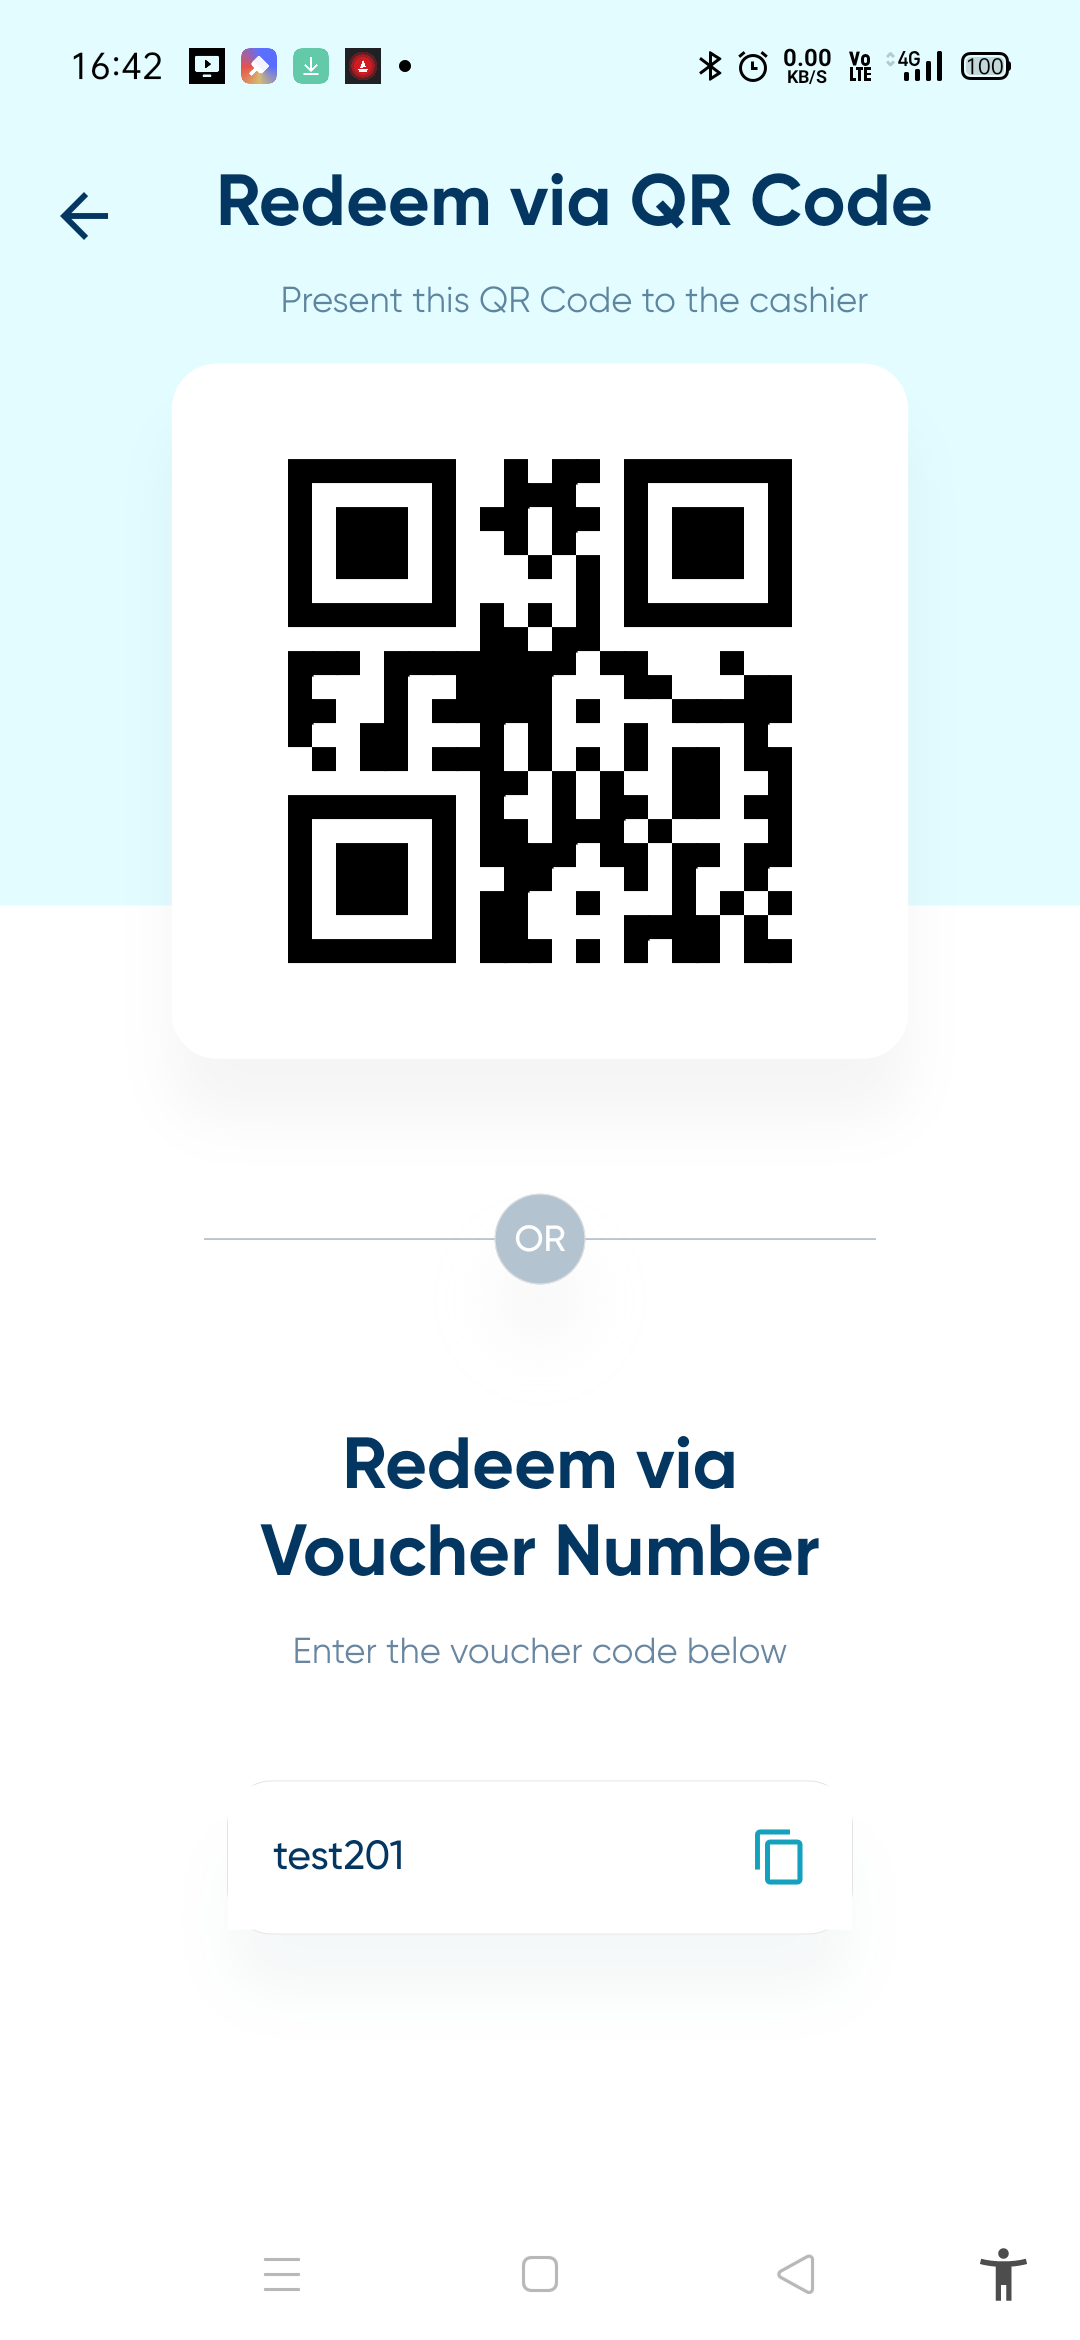 16:42
0.00 KB/S
Vo LTE
4G
100
Redeem via QR Code
Present this QR Code to the cashier
OR
Redeem via
Voucher Number
Enter the voucher code below
test201